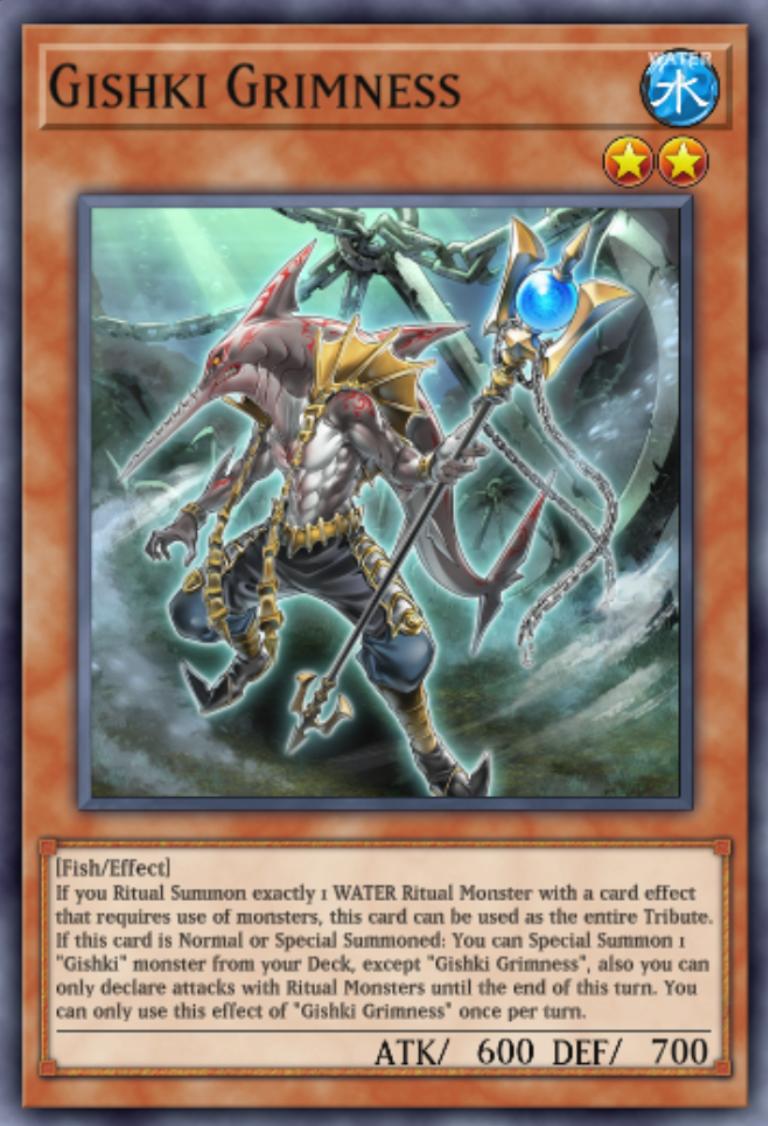 Gishki Grimness
WATER
水
[Fish/Effect]
If you Ritual Summon exactly 1 WATER Ritual Monster with a card effect
that requires use of monsters, this card can be used as the entire Tribute.
If this card is Normal or Special Summoned: You can Special Summon 1
"Gishki" monster from your Deck, except "Gishki Grimness", also you can
only declare attacks with Ritual Monsters until the end of this turn. You
can only use this effect of "Gishki Grimness" once per turn.
ATK/ 600 DEF/ 700